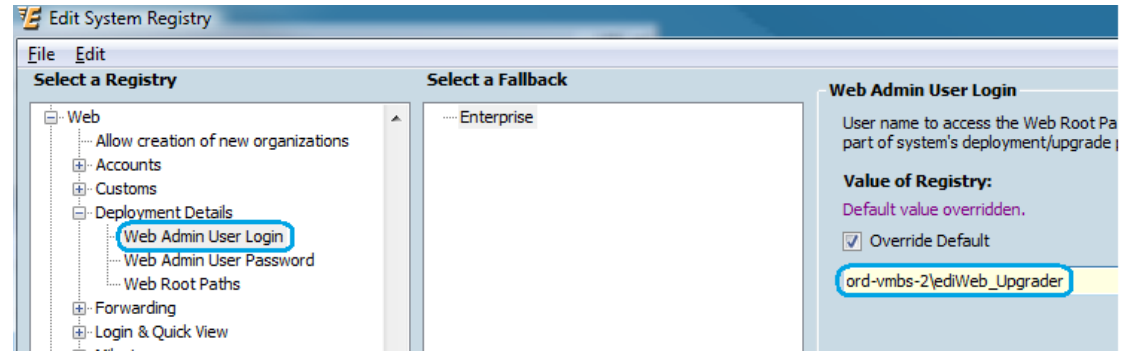 Edit System Registry
File Edit
Select a Registry
Web
Allow creation of new organizations
Accounts
Customs
Deployment Details
Web Admin User Login
Web Admin User Password
Web Root Paths
Forwarding
Login & Quick View
Select a Fallback
Enterprise
Web Admin User Login
User name to access the Web Root Pa
part of system's deployment/upgrade
Value of Registry:
Default value overridden.
Override Default
ord-vmbs-2\ediWeb_Upgrader